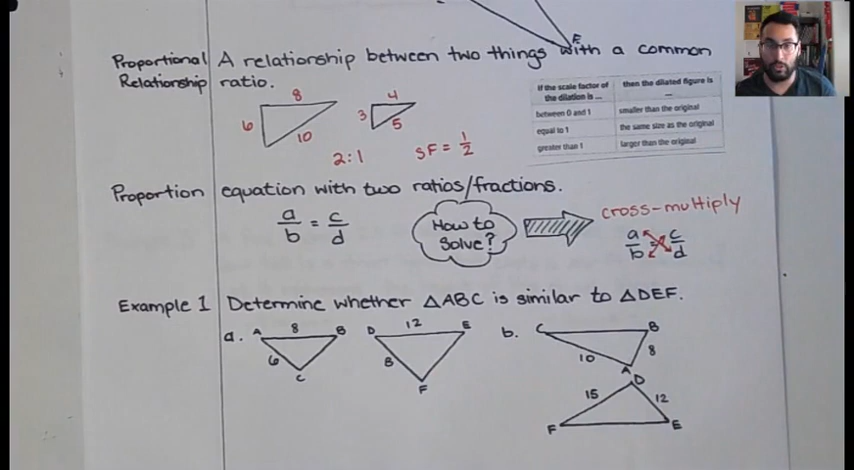 E
Proportional A relationship between two things with a common
Relationship ratio.
8
6
10
4
3
5
2:1
SF = 1/2
If the scale factor of the dilation is ... then the dilated figure is ...
between 0 and 1 smaller than the original
equal to 1 the same size as the original
greater than 1 larger than the original
Proportion equation with two ratios/fractions.
a/b = c/d
How to
Solve?
cross-multiply
a/b = c/d
Example 1 Determine whether △ABC is similar to △DEF.
a. A 8 B
6
C
D 12 E
8
F
b. C B
10 8
A
D
15 12
F E